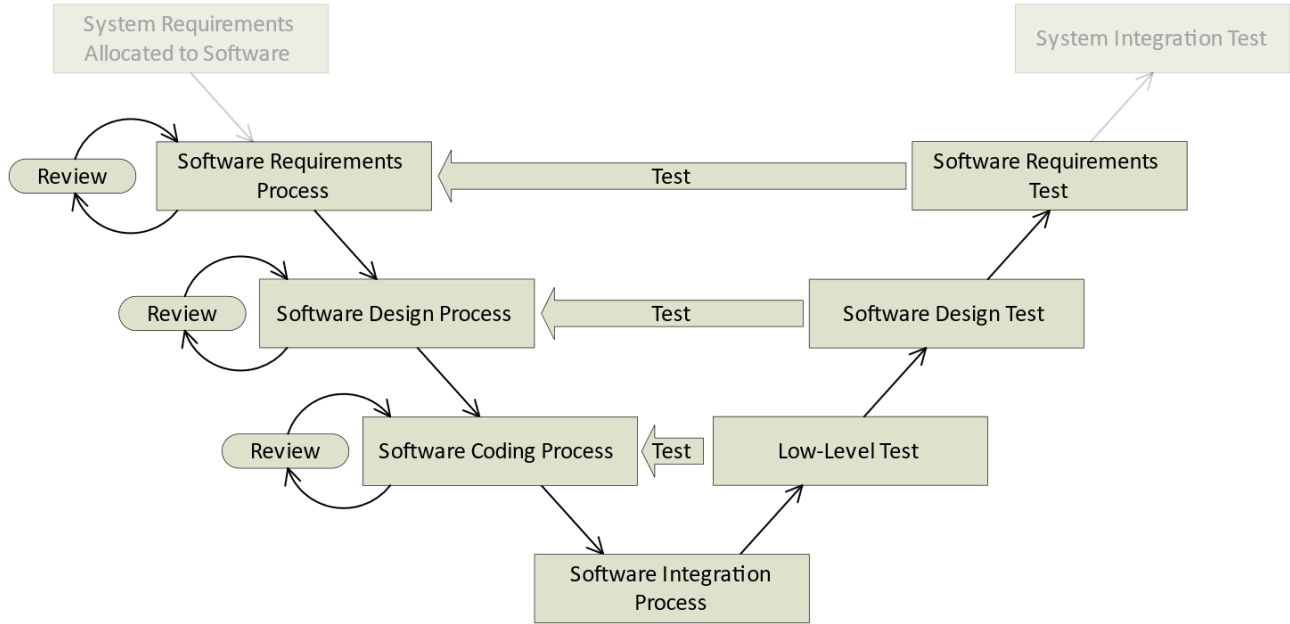 System Requirements
Allocated to Software
System Integration Test
Review
Software Requirements
Process
Test
Software Requirements
Test
Review
Software Design Process
Test
Software Design Test
Review
Software Coding Process
Test
Low-Level Test
Software Integration
Process